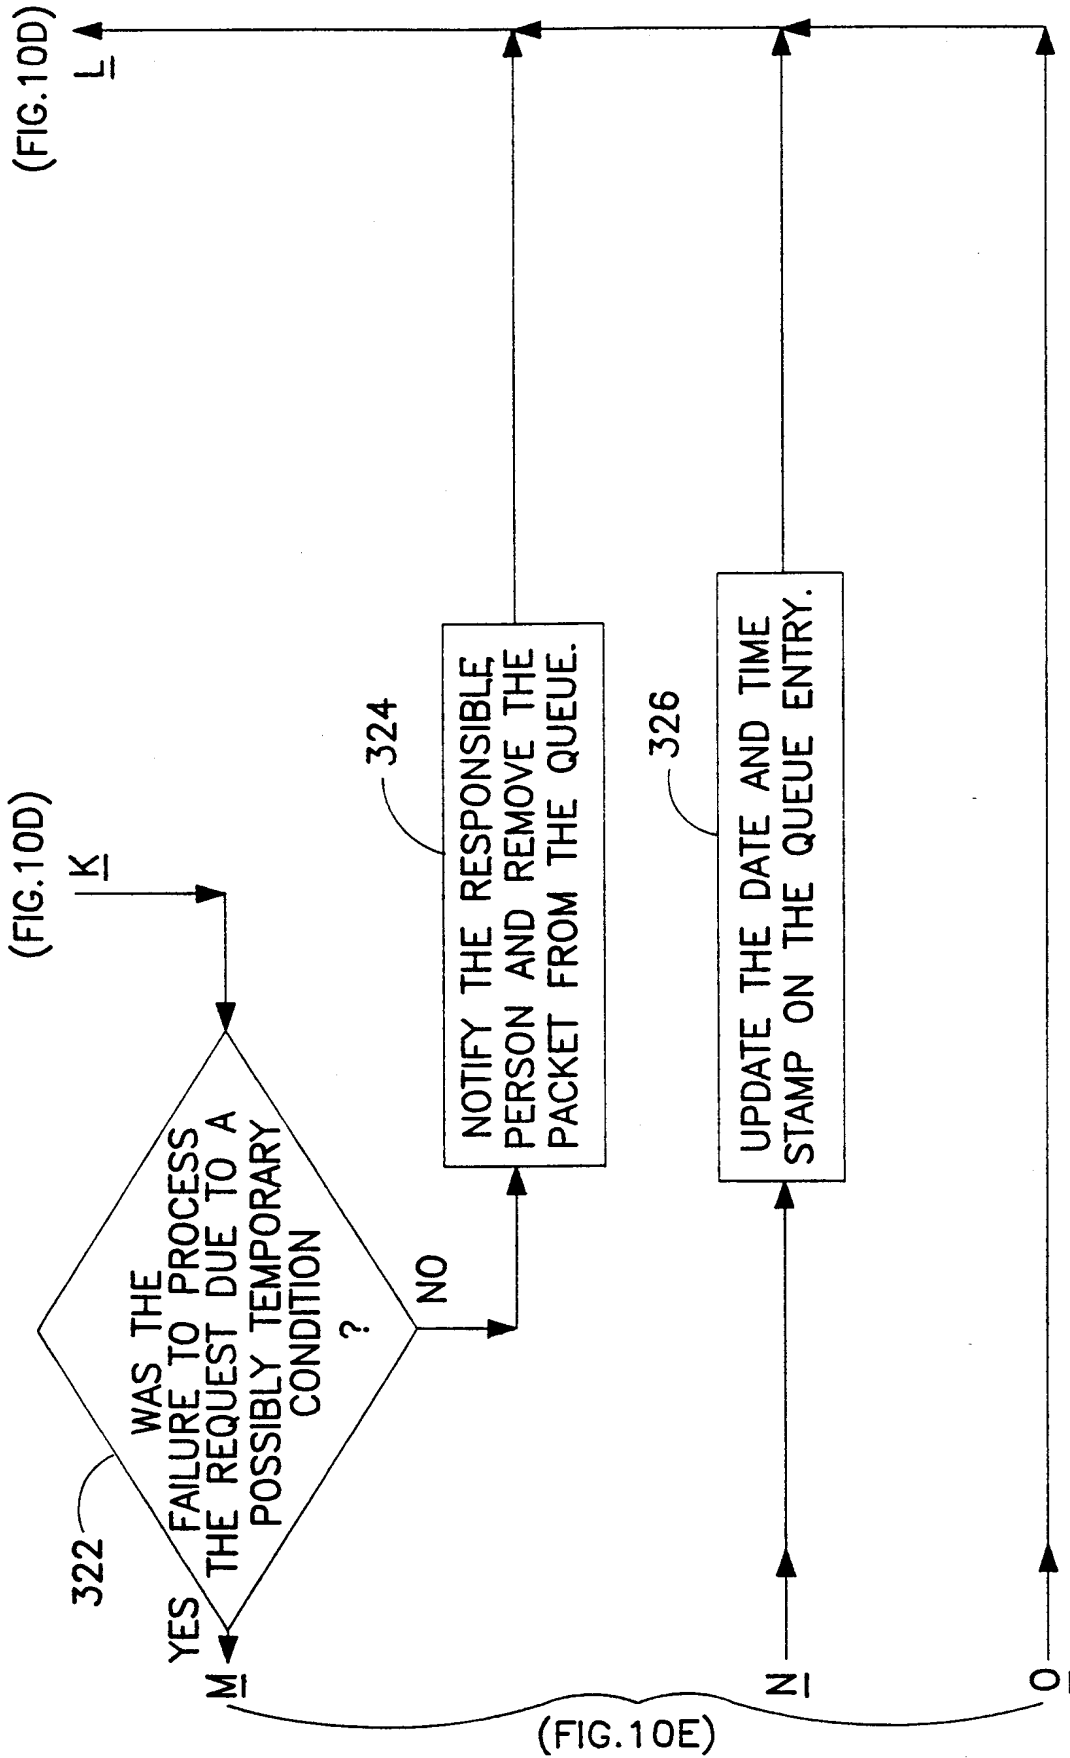 (FIG.10D)
(FIG.10D)
K
L
322
WAS THE
FAILURE TO PROCESS
THE REQUEST DUE TO A
POSSIBLY TEMPORARY
CONDITION
?
YES
M
NO
324
NOTIFY THE RESPONSIBLE,
PERSON AND REMOVE THE
PACKET FROM THE QUEUE.
(FIG.10E)
326
UPDATE THE DATE AND TIME
STAMP ON THE QUEUE ENTRY.
N
O